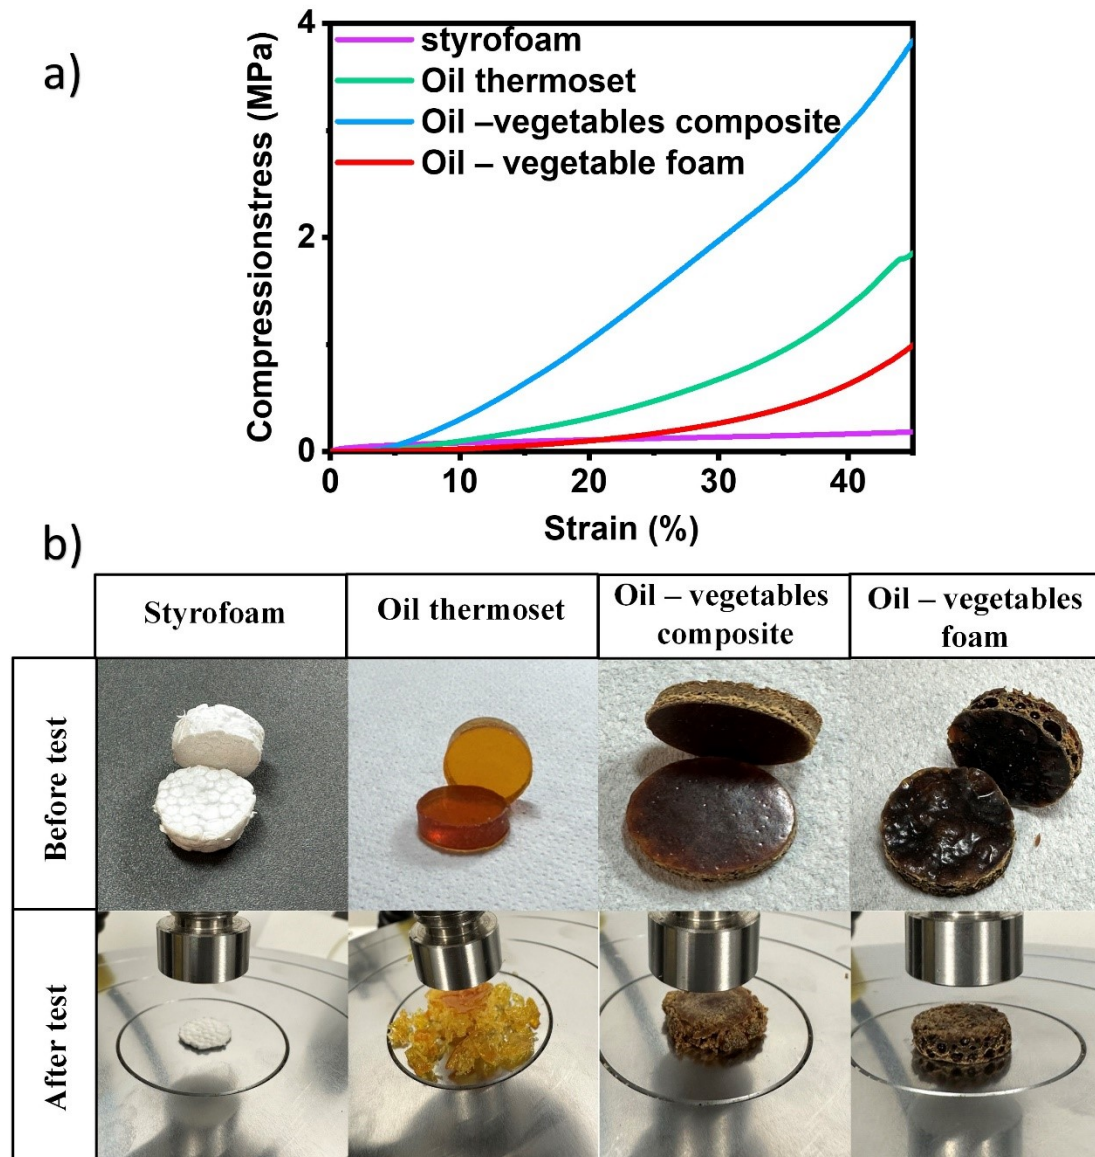 a)
4
2
0
Compressionstress (MPa)
styrofoam
Oil thermoset
Oil –vegetables composite
Oil – vegetable foam
0 10 20 30 40
Strain (%)
b)
Styrofoam
Oil thermoset
Oil – vegetables
composite
Oil – vegetables
foam
Before test
After test